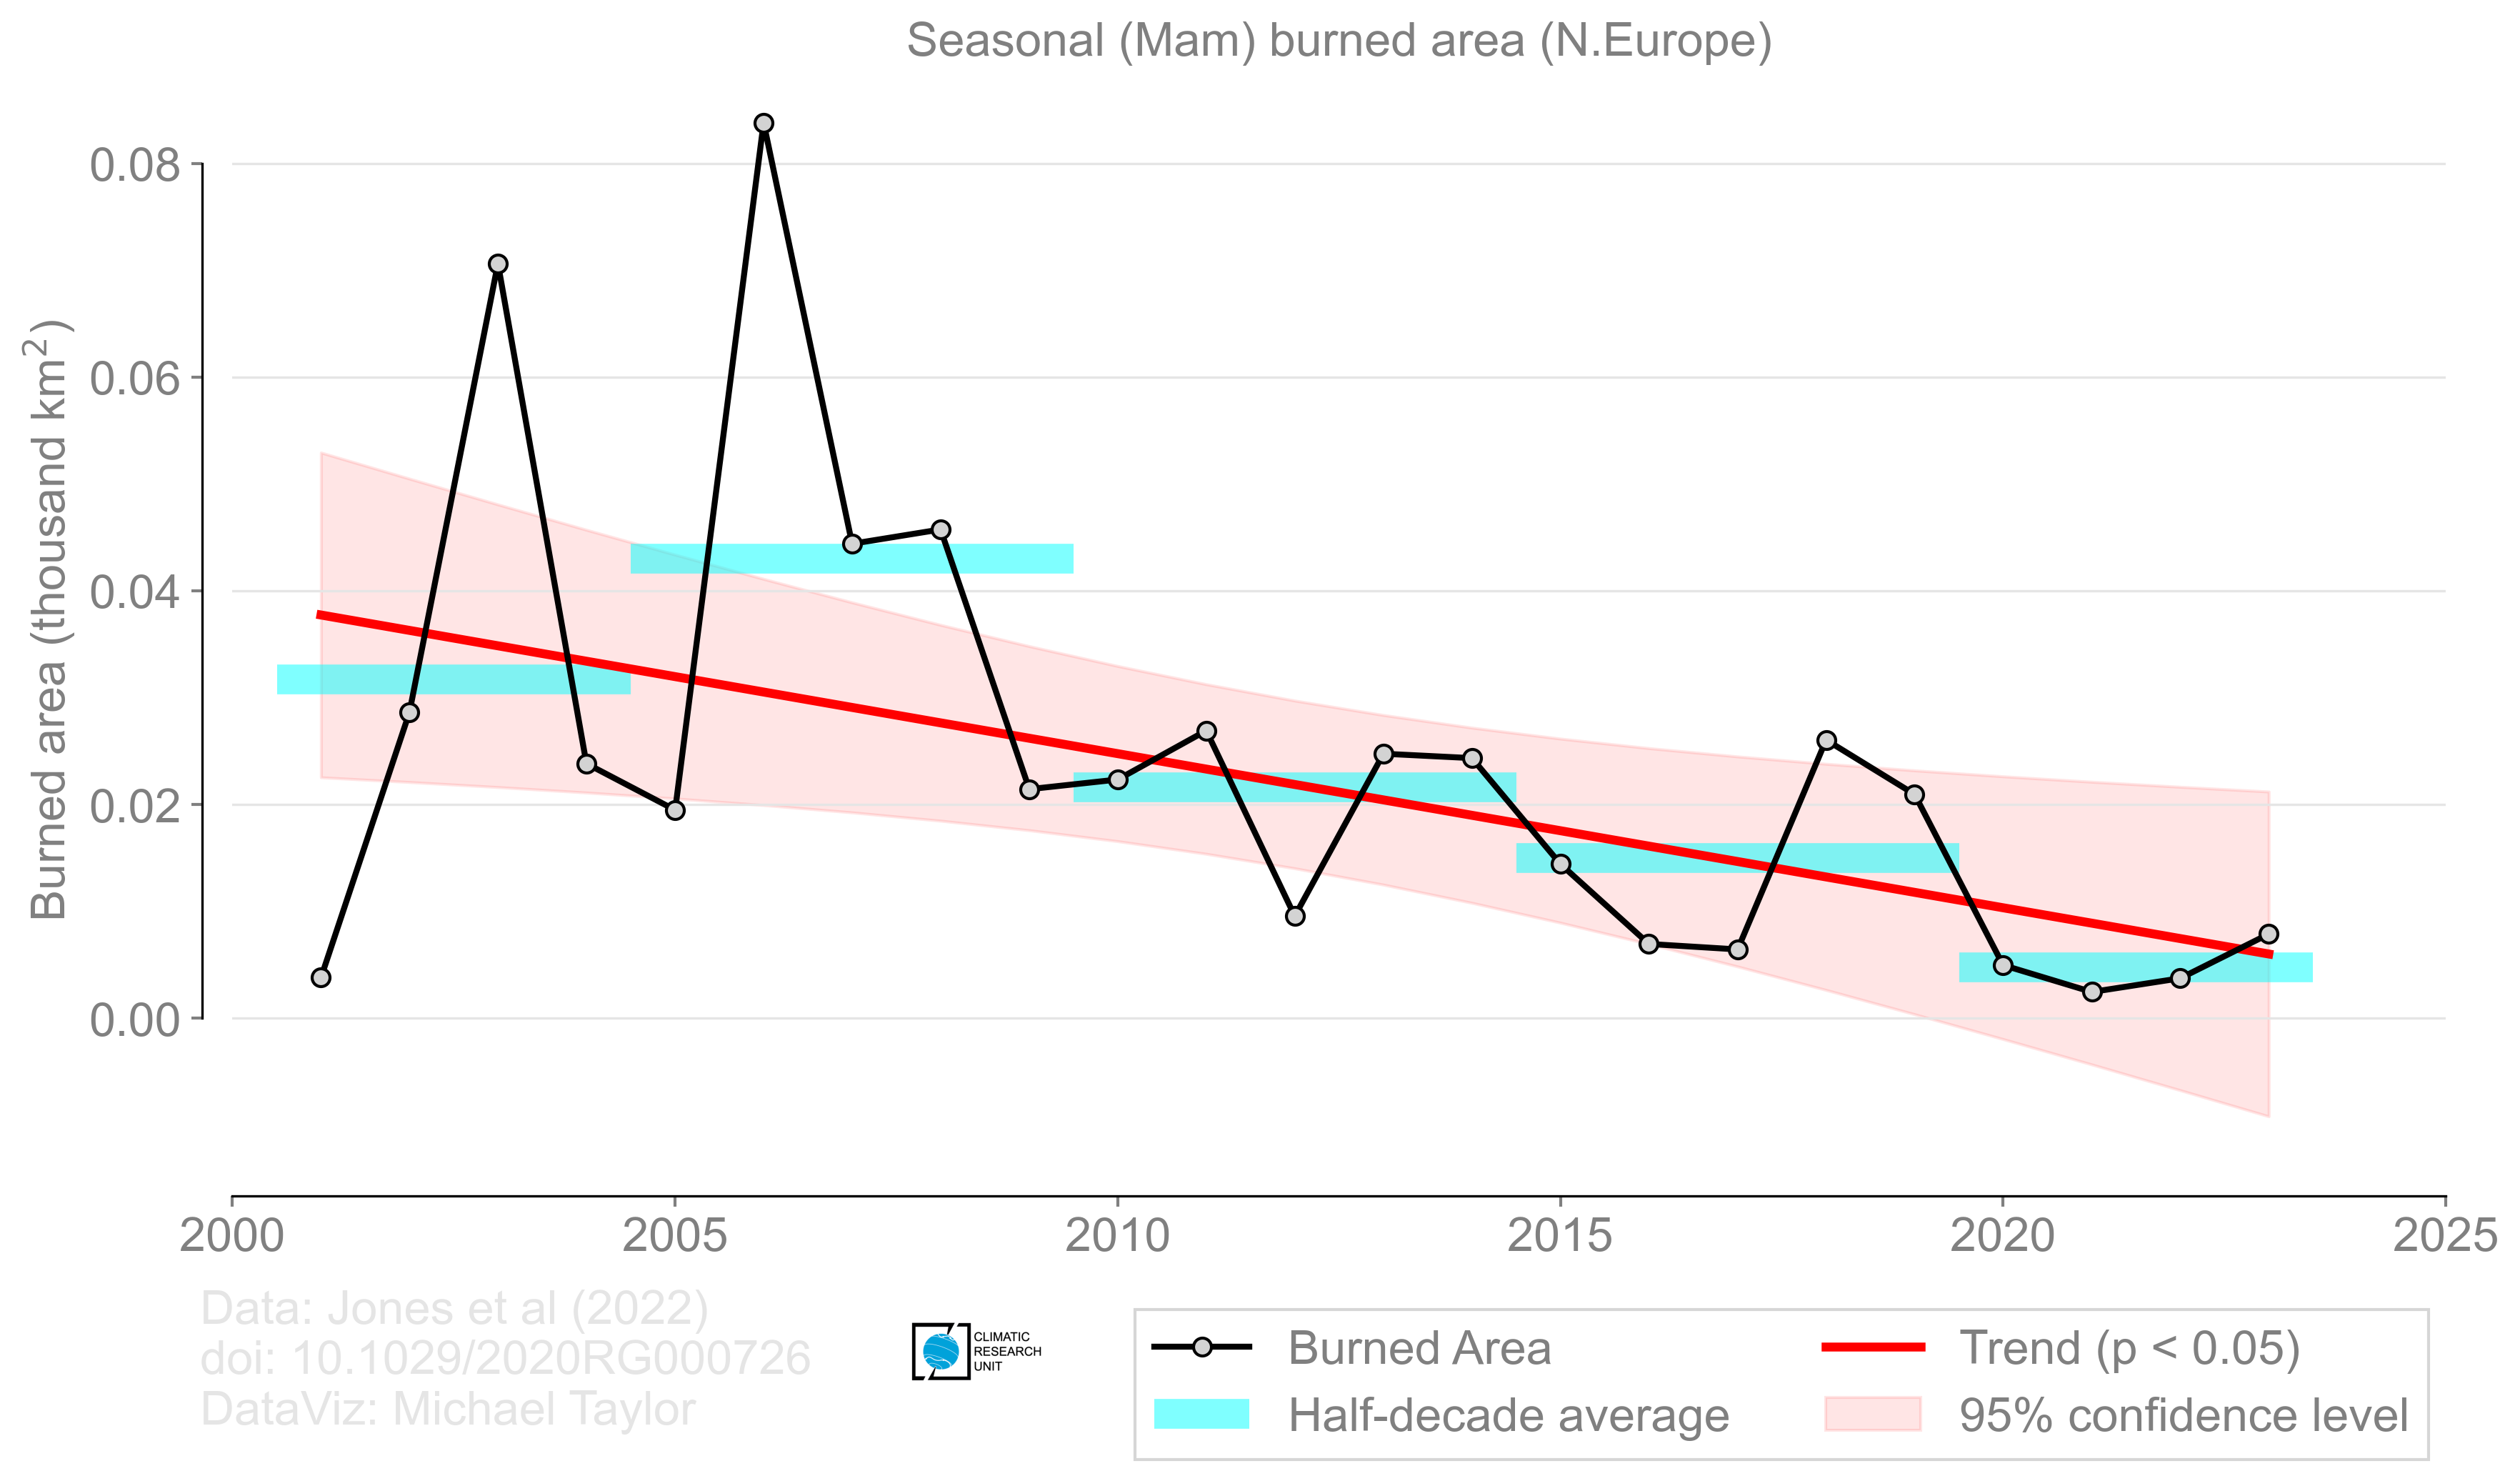 Seasonal (Mam) burned area (N.Europe)
Burned area (thousand km²)
0.08
0.06
0.04
0.02
0.00
2000
2005
2010
2015
2020
2025
Data: Jones et al (2022)
doi: 10.1029/2020RG000726
DataViz: Michael Taylor
CLIMATIC
RESEARCH
UNIT
Burned Area
Half-decade average
Trend (p < 0.05)
95% confidence level